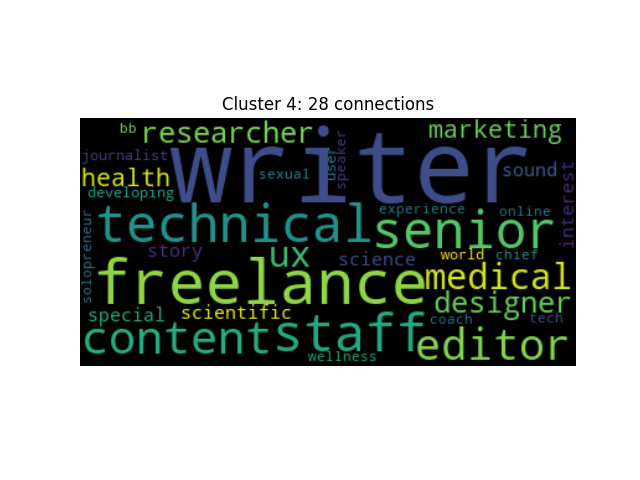 Cluster 4: 28 connections
bb
researcher
marketing
journalist
writer
user
speaker
sexual
sound
health
developing
interest
technical
experience
online
senior
solopreneur
story
ux
science
world
chief
freelance
medical
designer
special
scientific
coach
tech
content
staff
editor
wellness